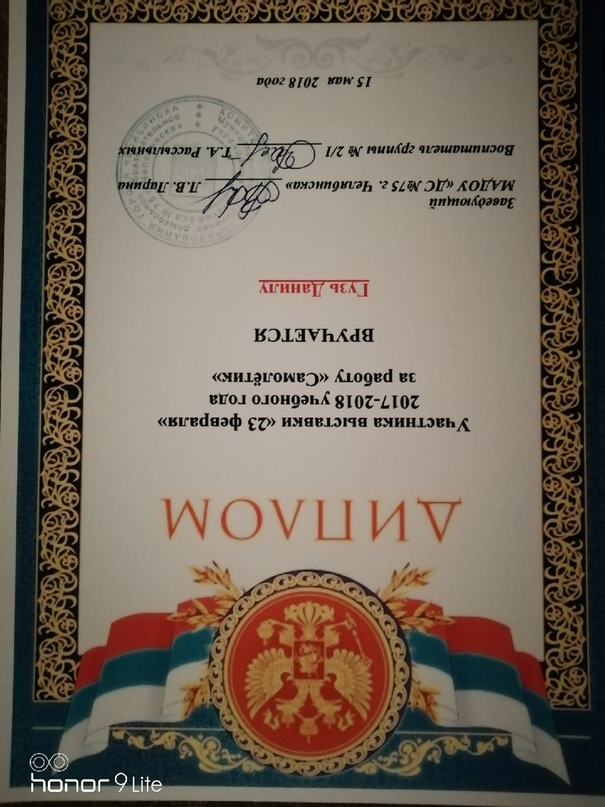 ДИПЛОМ
Участника выставки «23 февраля»
2017-2018 учебного года
за работу «Самолётик»
ВРУЧАЕТСЯ
Гузь Данилу
Заведующий
МАДОУ «ДС №75 г. Челябинска» Л.В. Ларина
Воспитатель группы № 2/1 Т.А. Рассыльных
15 мая 2018 года
honor 9 Lite